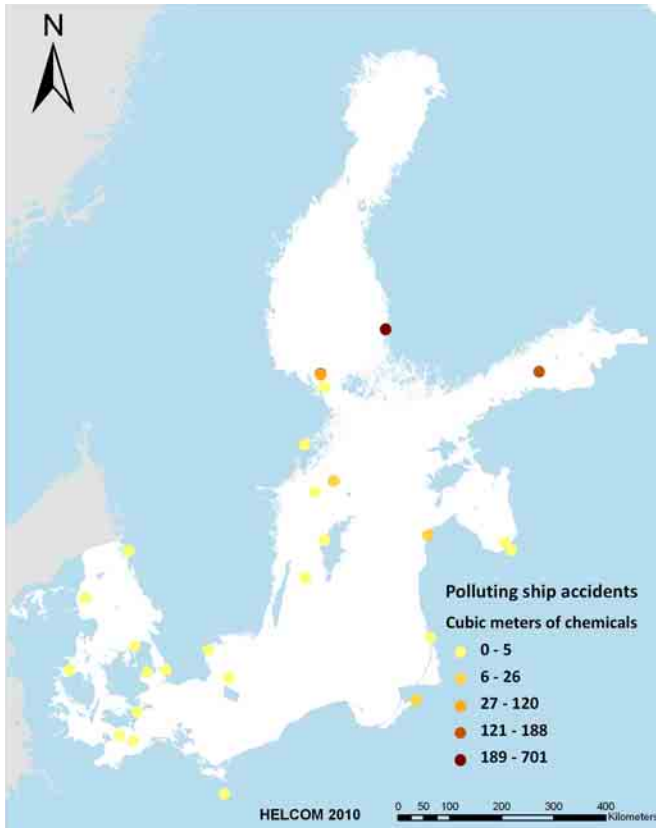 N
Polluting ship accidents
Cubic meters of chemicals
0 - 5
6 - 26
27 - 120
121 - 188
189 - 701
HELCOM 2010
0 50 100 200 300 400
Kilometers